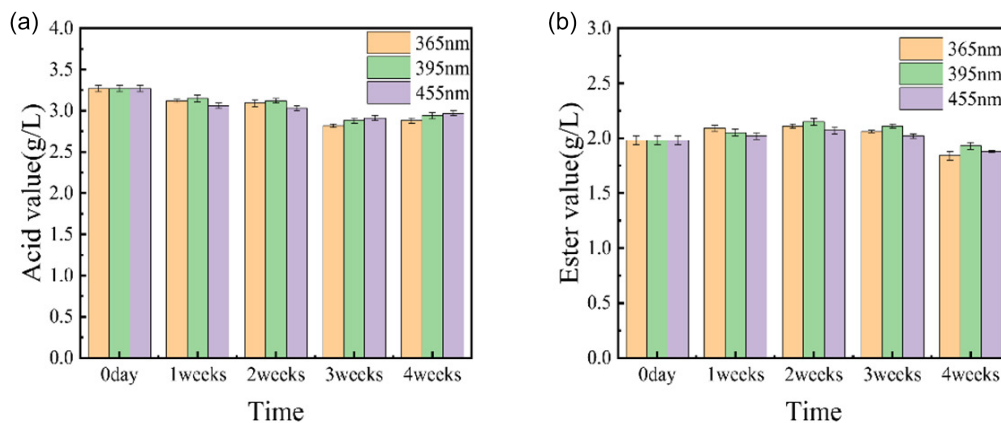 (a)
Acid value(g/L)
4.0
3.5
3.0
2.5
2.0
1.5
1.0
0.5
0.0
365nm
395nm
455nm
0day 1weeks 2weeks 3weeks 4weeks
Time
(b)
Ester value(g/L)
3.0
2.5
2.0
1.5
1.0
0.5
0.0
365nm
395nm
455nm
0day 1weeks 2weeks 3weeks 4weeks
Time